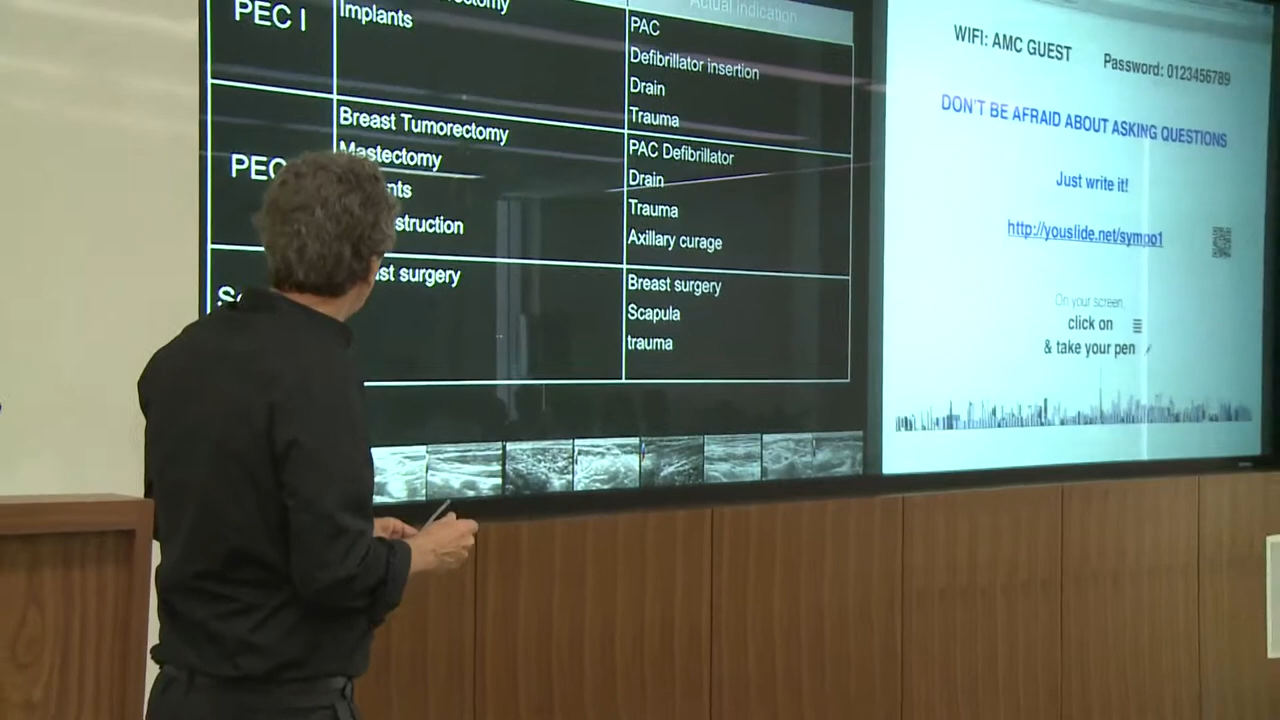 Actual indication
PEC I
Implants
PAC
Defibrillator insertion
Drain
Trauma
PEC
Breast Tumorectomy
Mastectomy
PAC Defibrillator
Drain
Trauma
Axillary curage
surgery
Breast surgery
Scapula
trauma
WIFI: AMC GUEST Password: 0123456789
DON'T BE AFRAID ABOUT ASKING QUESTIONS
Just write it!
http://youslide.net/sympo1
On your screen,
click on
& take your pen